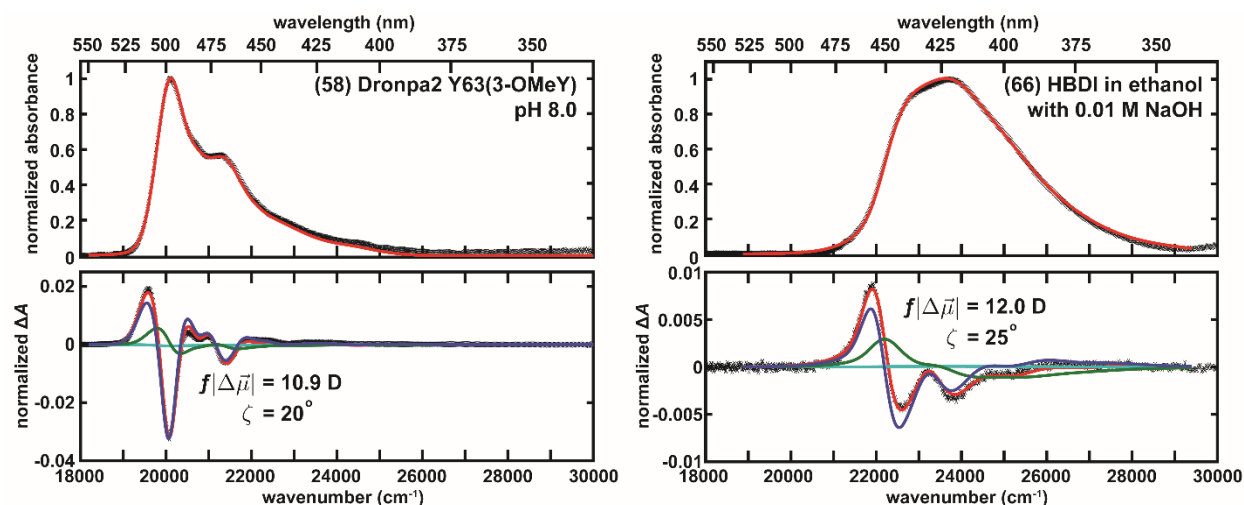 wavelength (nm)
550 525 500 475 450 425 400 375 350
normalized absorbance
1
0.8
0.6
0.4
0.2
0
(58) Dronpa2 Y63(3-OMeY)
pH 8.0
normalized ΔA
0.02
0
-0.02
-0.04
f|Δμ⃗| = 10.9 D
ζ = 20°
18000 20000 22000 24000 26000 28000 30000
wavenumber (cm⁻¹)
wavelength (nm)
550 525 500 475 450 425 400 375 350
normalized absorbance
1
0.8
0.6
0.4
0.2
0
(66) HBDI in ethanol
with 0.01 M NaOH
normalized ΔA
0.01
0.005
0
-0.005
-0.01
f|Δμ⃗| = 12.0 D
ζ = 25°
18000 20000 22000 24000 26000 28000 30000
wavenumber (cm⁻¹)